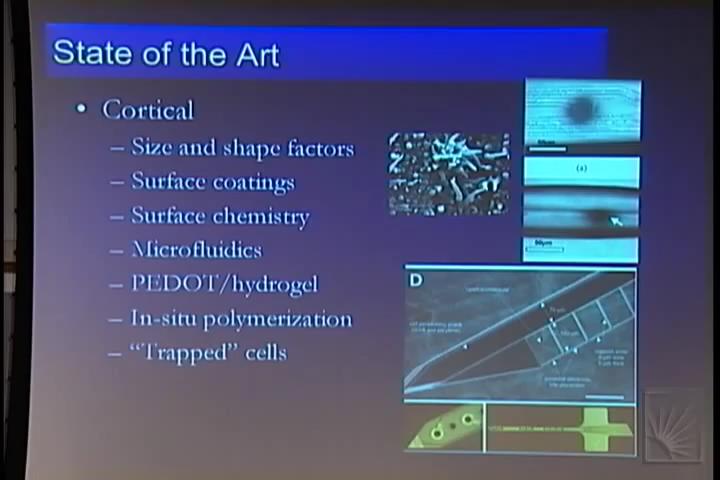 State of the Art
• Cortical
– Size and shape factors
– Surface coatings
– Surface chemistry
– Microfluidics
– PEDOT/hydrogel
– In-situ polymerization
– “Trapped” cells
(a)
50µm
D